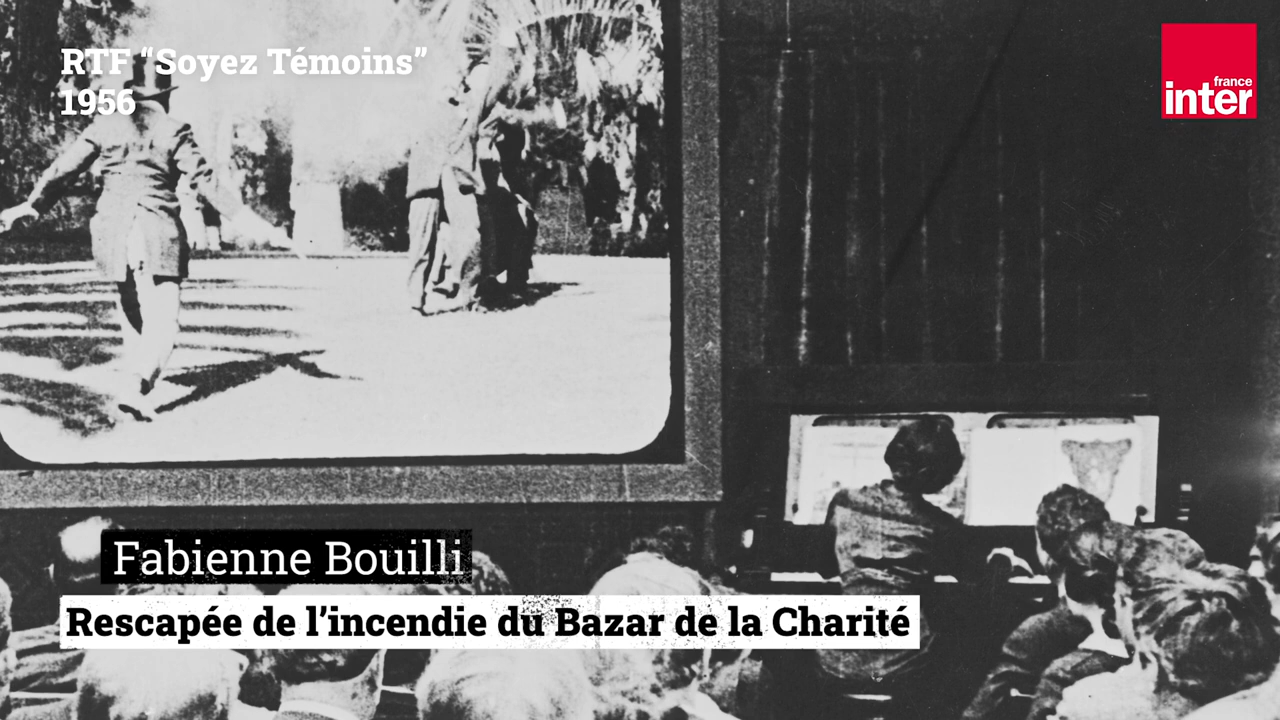 RTF “Soyez Témoins”
1956
france
inter
Fabienne Bouilli
Rescapée de l’incendie du Bazar de la Charité